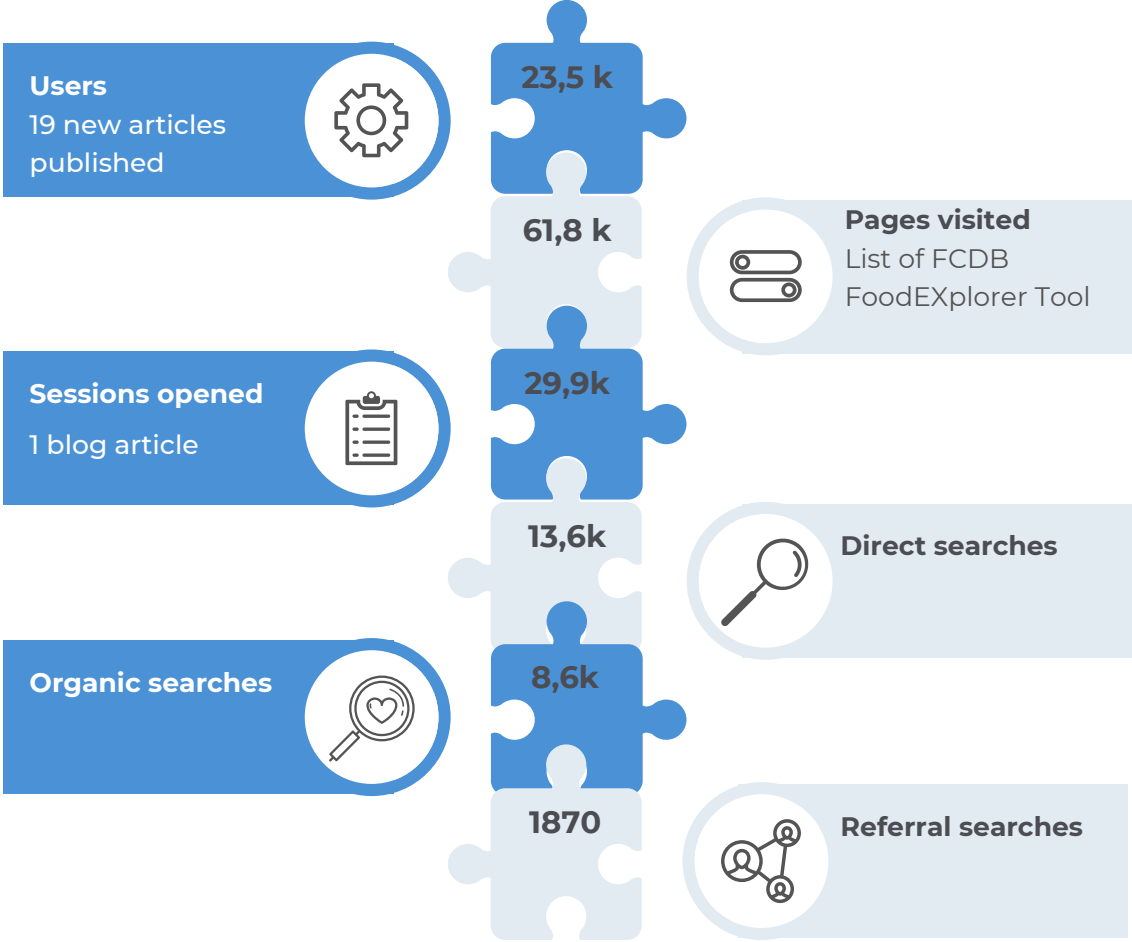 Users
19 new articles
published
23,5 k
61,8 k
Pages visited
List of FCDB
FoodEXplorer Tool
Sessions opened
1 blog article
29,9k
13,6k
Direct searches
Organic searches
8,6k
1870
Referral searches